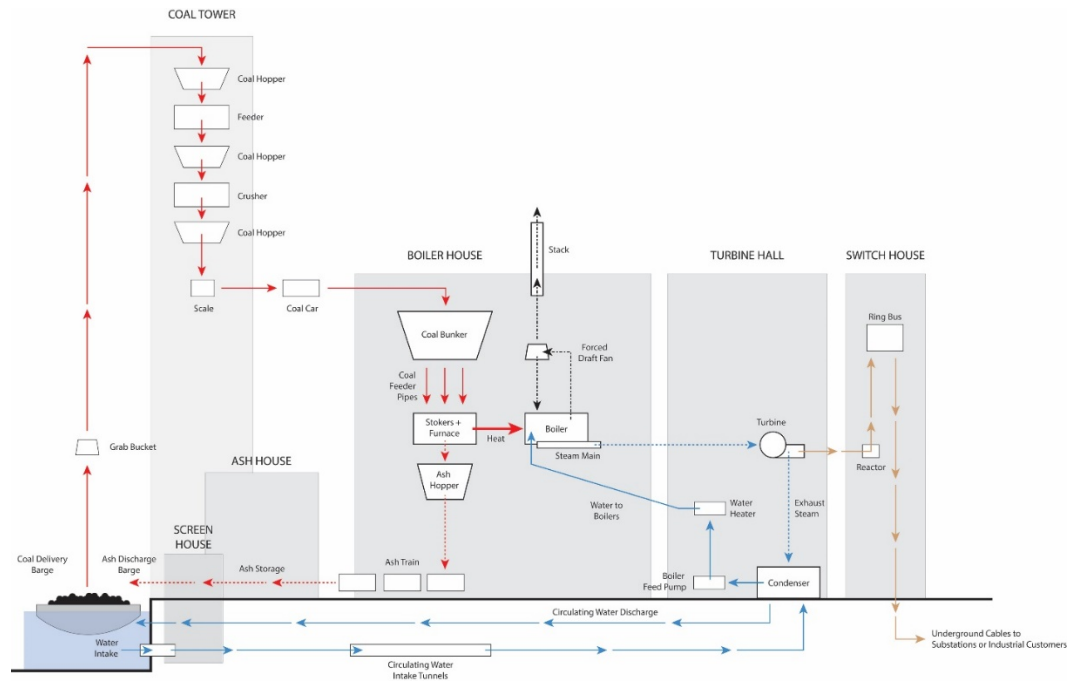 COAL TOWER
Coal Hopper
Feeder
Coal Hopper
Crusher
Coal Hopper
Scale
Coal Car
BOILER HOUSE
Stack
TURBINE HALL
SWITCH HOUSE
Ring Bus
Coal Bunker
Forced
Draft Fan
Coal
Feeder
Pipes
Stokers +
Furnace
Heat
Boiler
Steam Main
Turbine
Reactor
Grab Bucket
ASH HOUSE
Ash
Hopper
Water to
Boilers
Water
Heater
Exhaust
Steam
SCREEN
HOUSE
Coal Delivery
Barge
Ash Discharge
Barge
Ash Storage
Ash Train
Boiler
Feed Pump
Condenser
Circulating Water Discharge
Water
Intake
Circulating Water
Intake Tunnels
Underground Cables to
Substations or Industrial Customers